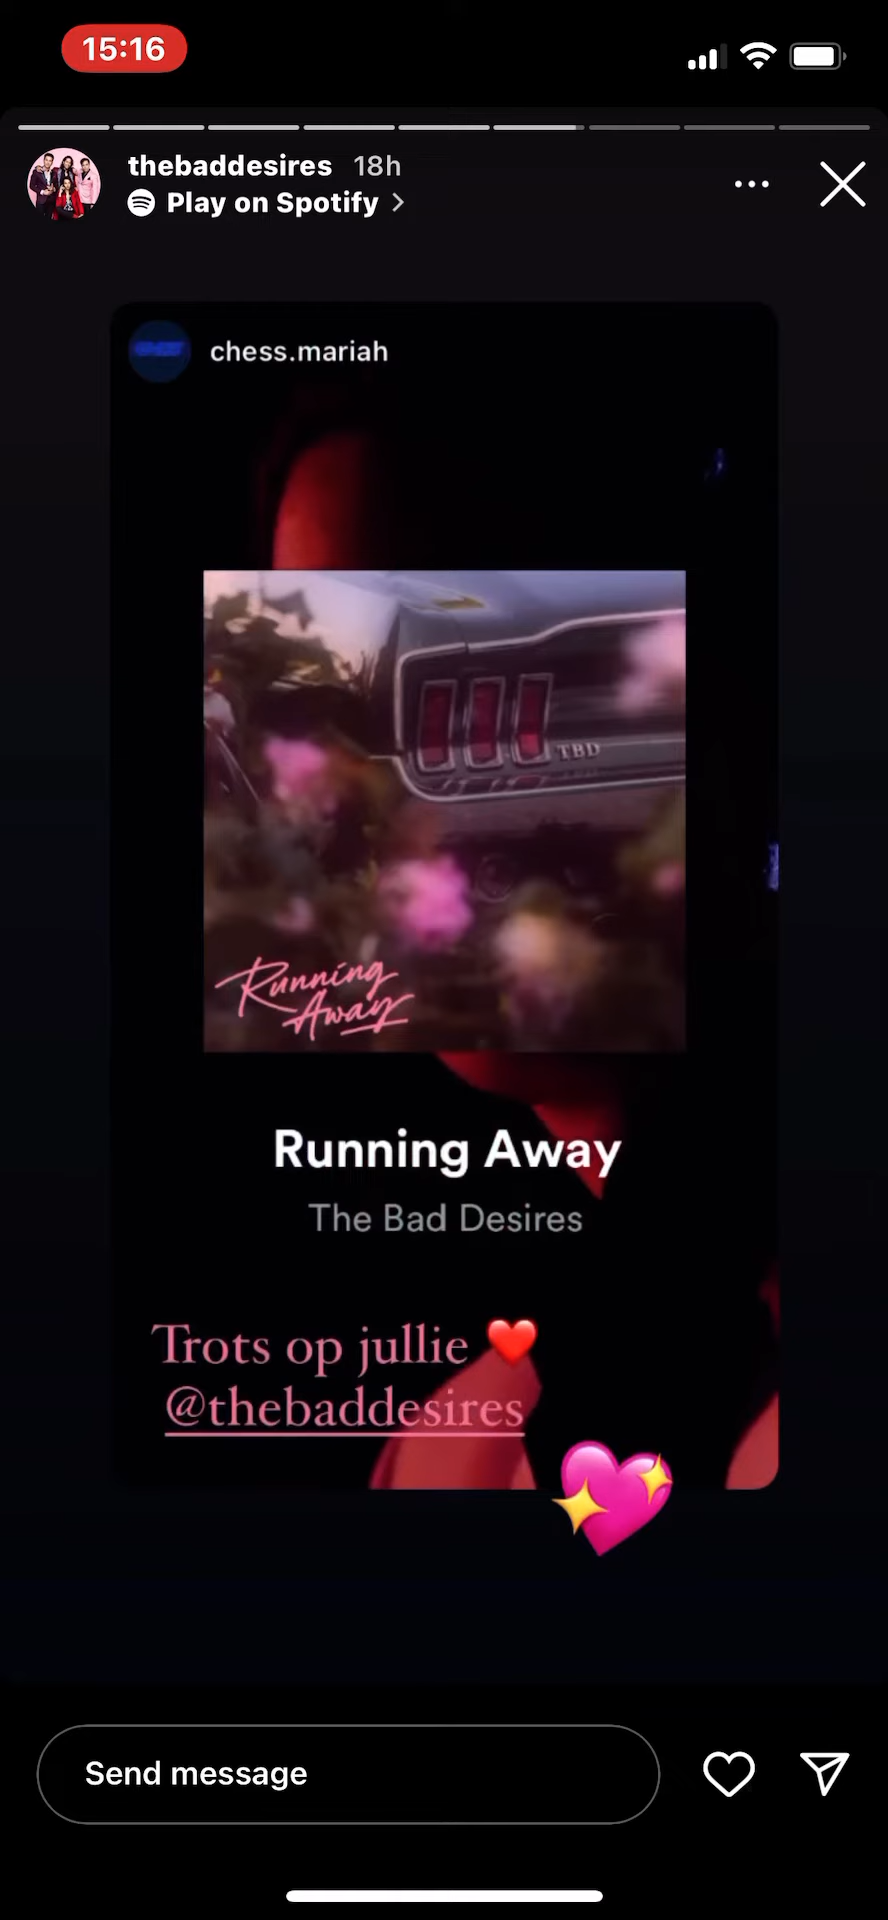 15:16
thebaddesires 18h
Play on Spotify
chess.mariah
TBD
Running
Away
Running Away
The Bad Desires
Trots op jullie ❤️
@thebaddesires
Send message